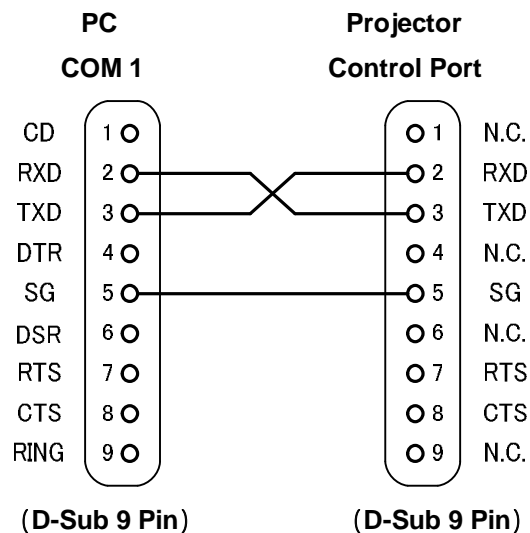 PC Projector
COM 1 Control Port
CD 1 1 N.C.
RXD 2 2 RXD
TXD 3 3 TXD
DTR 4 4 N.C.
SG 5 5 SG
DSR 6 6 N.C.
RTS 7 7 RTS
CTS 8 8 CTS
RING 9 9 N.C.
(D-Sub 9 Pin) (D-Sub 9 Pin)